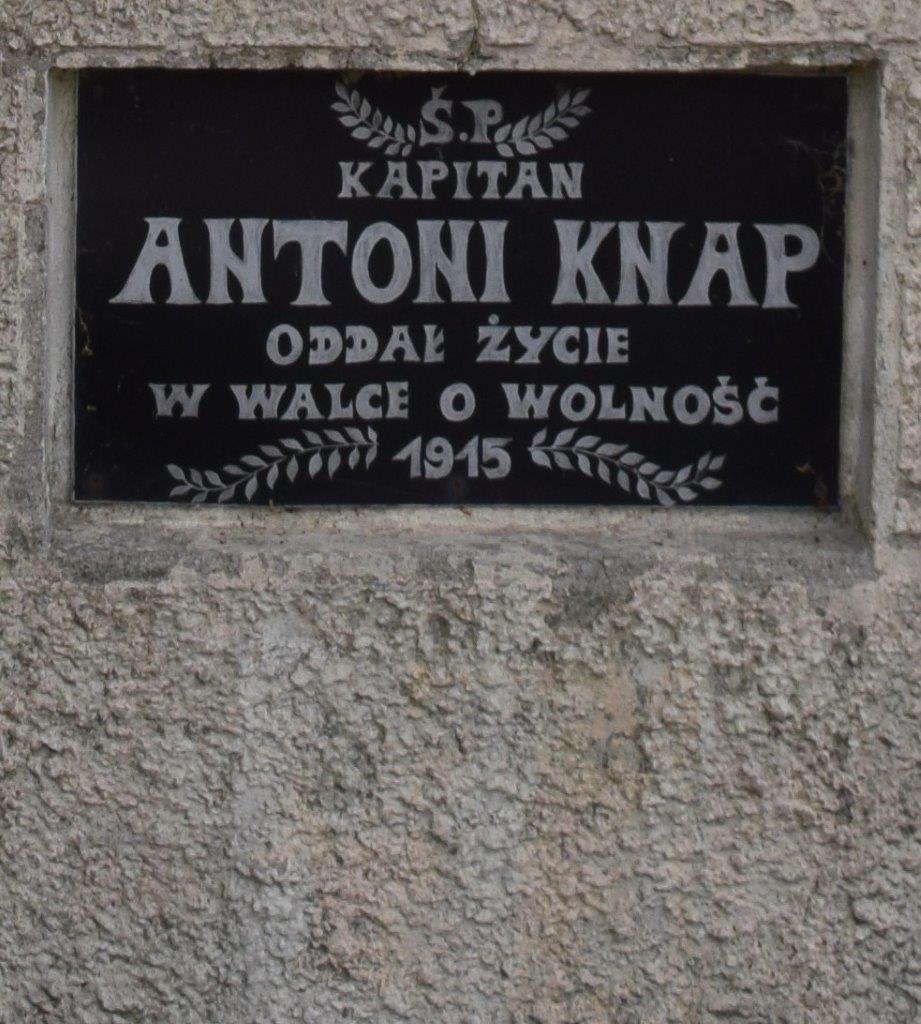 Ś.P.
KAPITAN
ANTONI KNAP
ODDAŁ ŻYCIE
W WALCE O WOLNOŚĆ
1915